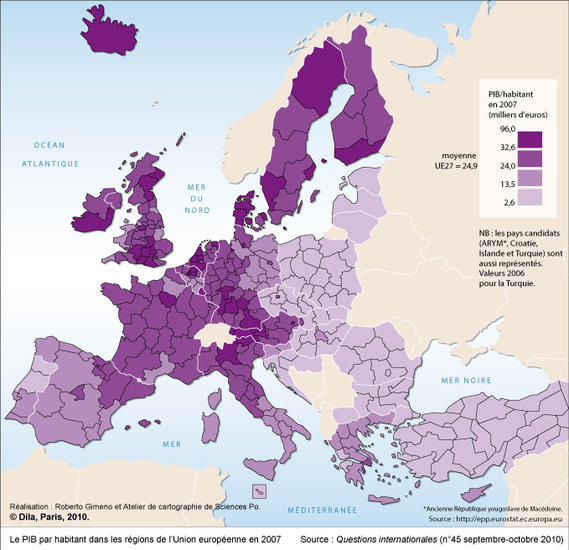 PIB/habitant
en 2007
(milliers d'euros)
96,0
32,6
24,0
13,5
2,6
moyenne
UE27 = 24,9
OCÉAN
ATLANTIQUE
MER
DU
NORD
NB : les pays candidats
(ARYM*, Croatie,
Islande et Turquie) sont
aussi représentés.
Valeurs 2006
pour la Turquie.
MER NOIRE
MER
MÉDITERRANÉE
Réalisation : Roberto Gimeno et Atelier de cartographie de Sciences Po.
© Dila, Paris, 2010.
*Ancienne République yougoslave de Macédoine.
Source : http://epp.eurostat.ec.europa.eu
Le PIB par habitant dans les régions de l'Union européenne en 2007
Source : Questions internationales (n°45 septembre-octobre 2010)